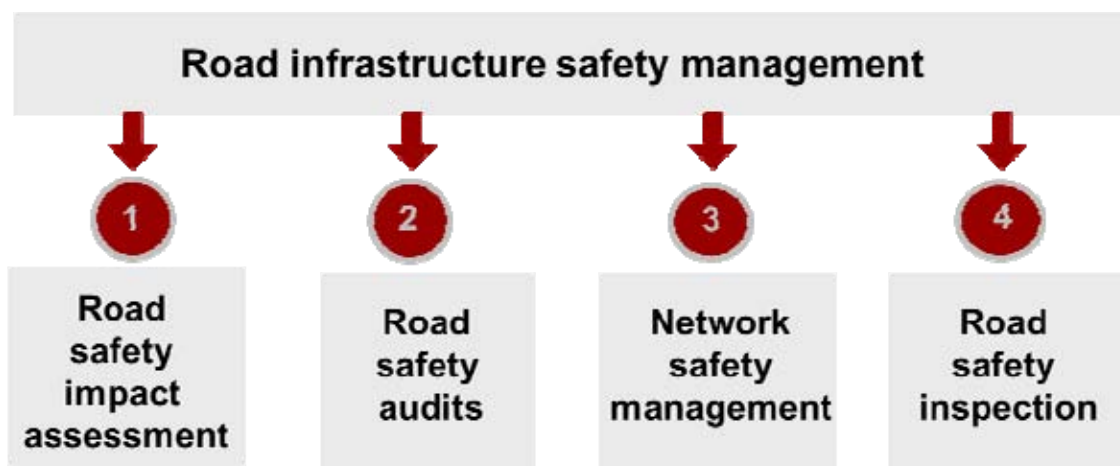 Road infrastructure safety management
1
2
3
4
Road
safety
impact
assessment
Road
safety
audits
Network
safety
management
Road
safety
inspection